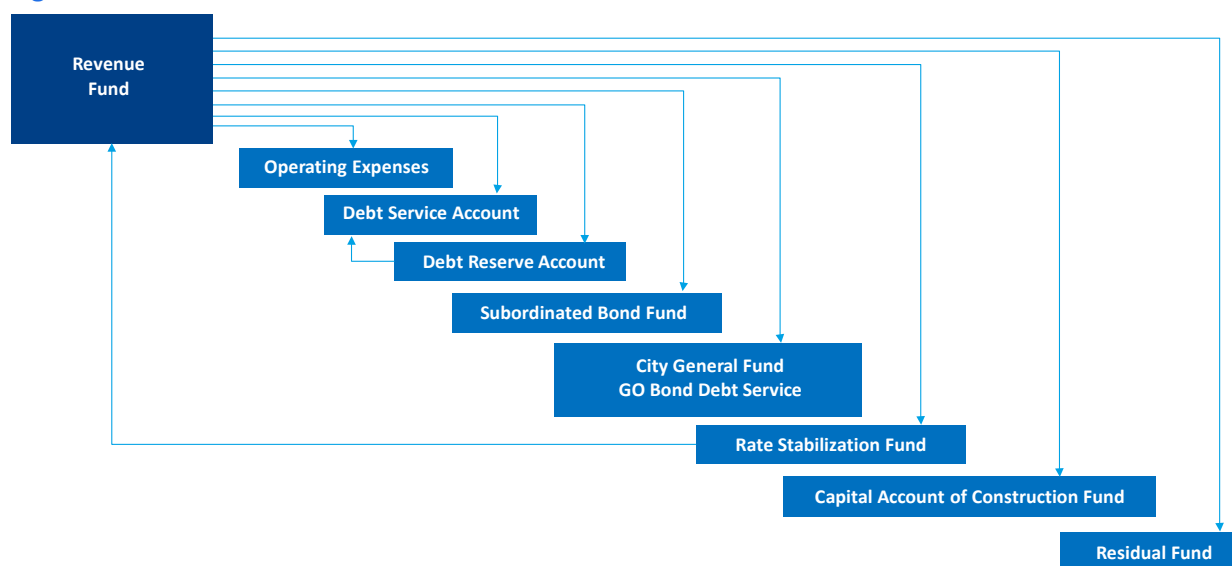 Revenue
Fund
Operating Expenses
Debt Service Account
Debt Reserve Account
Subordinated Bond Fund
City General Fund
GO Bond Debt Service
Rate Stabilization Fund
Capital Account of Construction Fund
Residual Fund